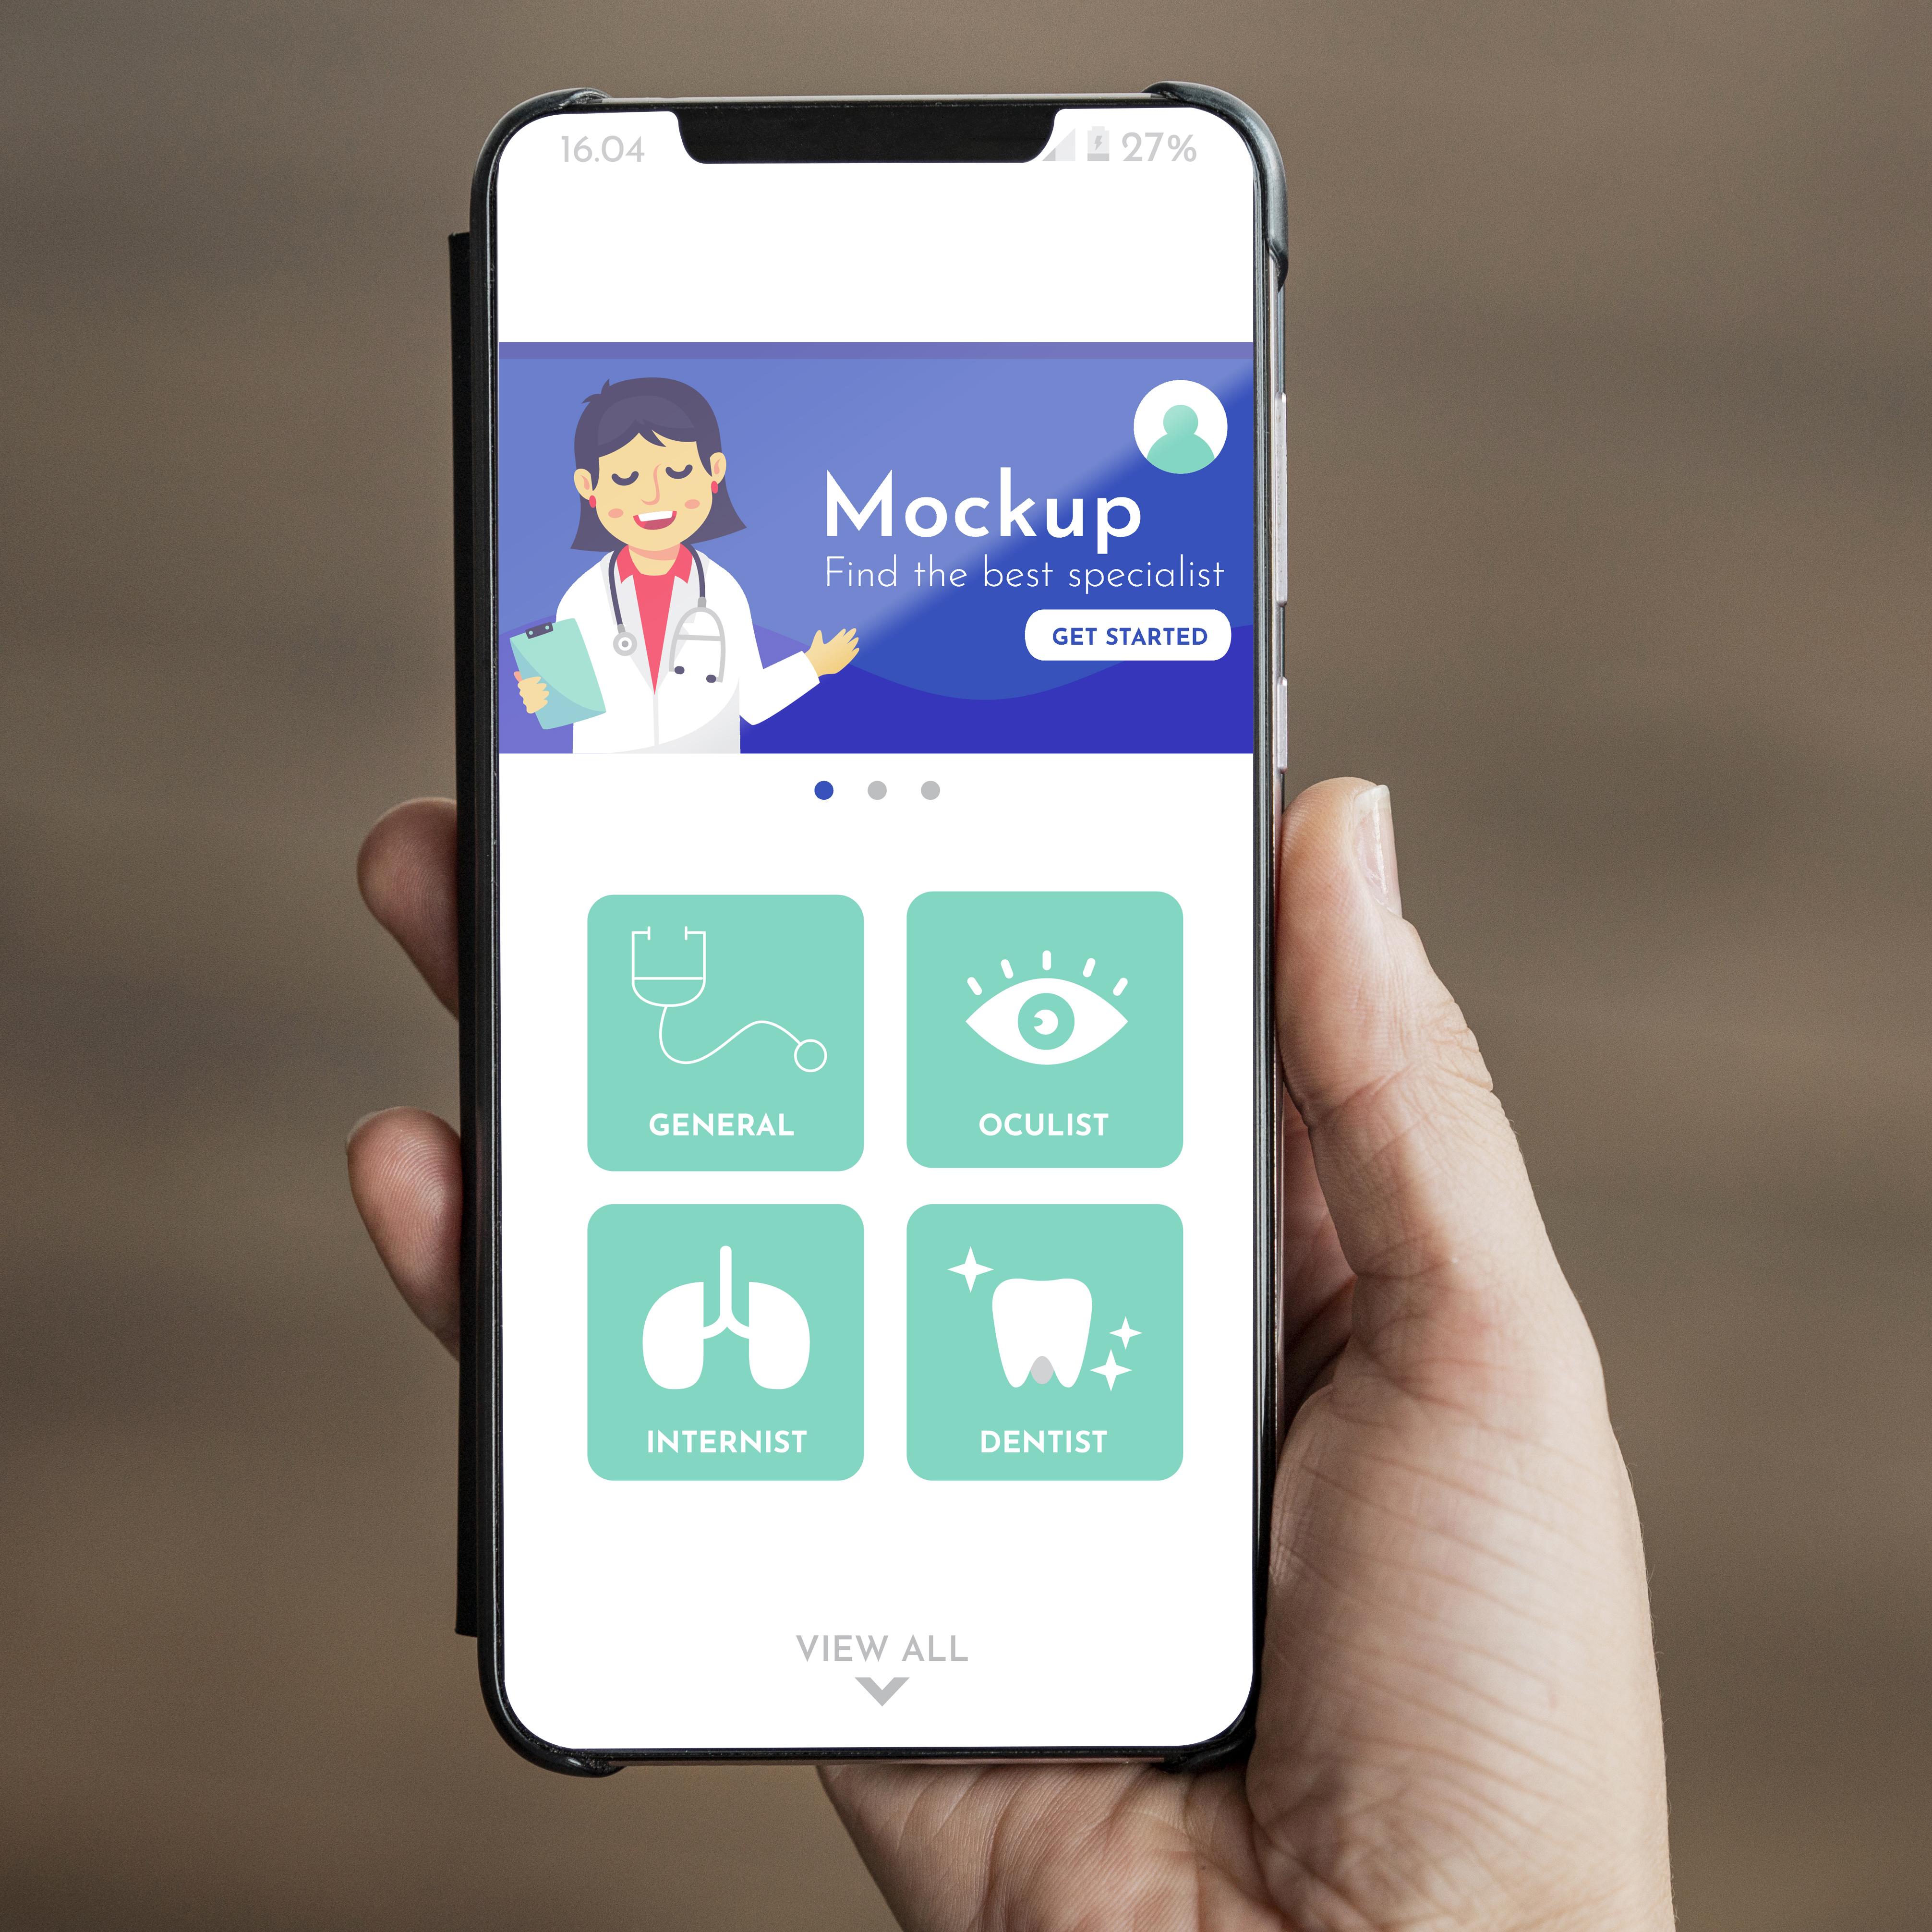 16.04 27%
Mockup
Find the best specialist
GET STARTED
GENERAL OCULIST
INTERNIST DENTIST
VIEW ALL